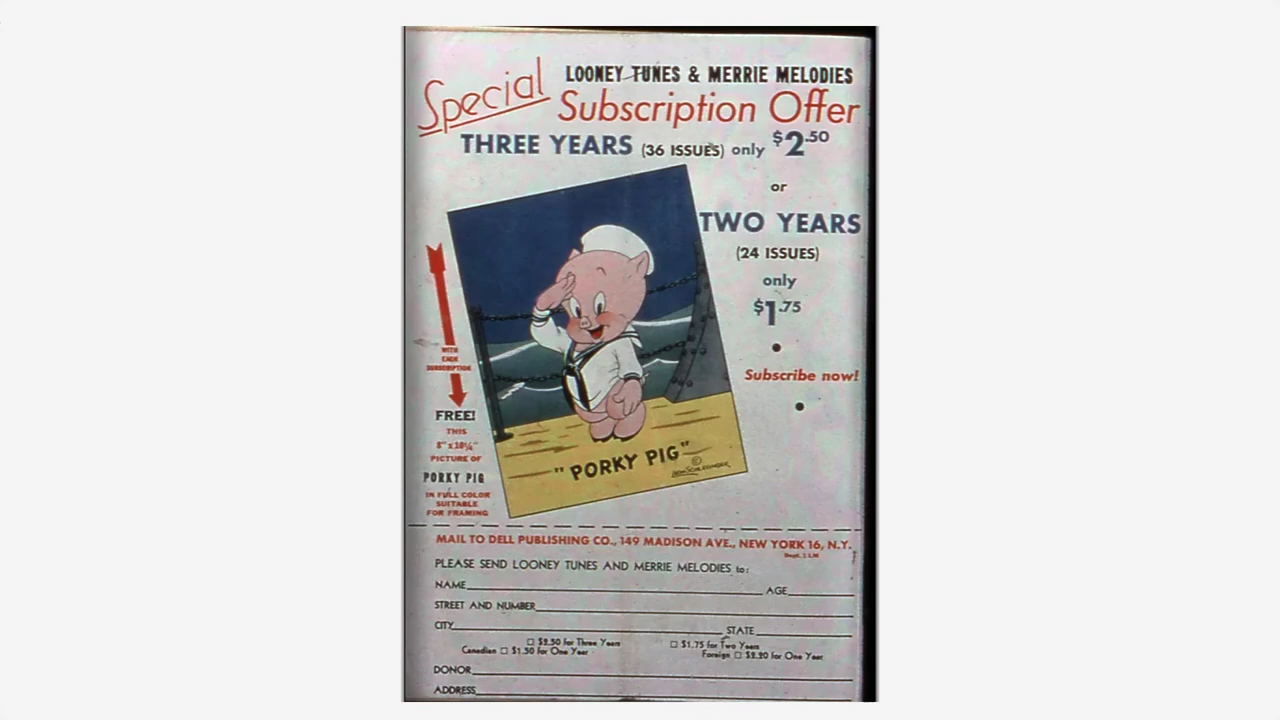 Special
LOONEY TUNES & MERRIE MELODIES
Subscription Offer
THREE YEARS (36 ISSUES) only $2.50
or
TWO YEARS
(24 ISSUES)
only
$1.75
Subscribe now!
WITH
EACH
SUBSCRIPTION
FREE!
THIS
8" x 10¼"
PICTURE OF
PORKY PIG
IN FULL COLOR
SUITABLE
FOR FRAMING
"PORKY PIG"
©
LEON SCHLESINGER
MAIL TO DELL PUBLISHING CO., 149 MADISON AVE., NEW YORK 16, N.Y.
PLEASE SEND LOONEY TUNES AND MERRIE MELODIES to:
NAME AGE
STREET AND NUMBER
CITY STATE
☐ $2.50 for Three Years ☐ $1.75 for Two Years
Canadian ☐ $1.50 for One Year Foreign ☐ $2.20 for One Year
DONOR
ADDRESS